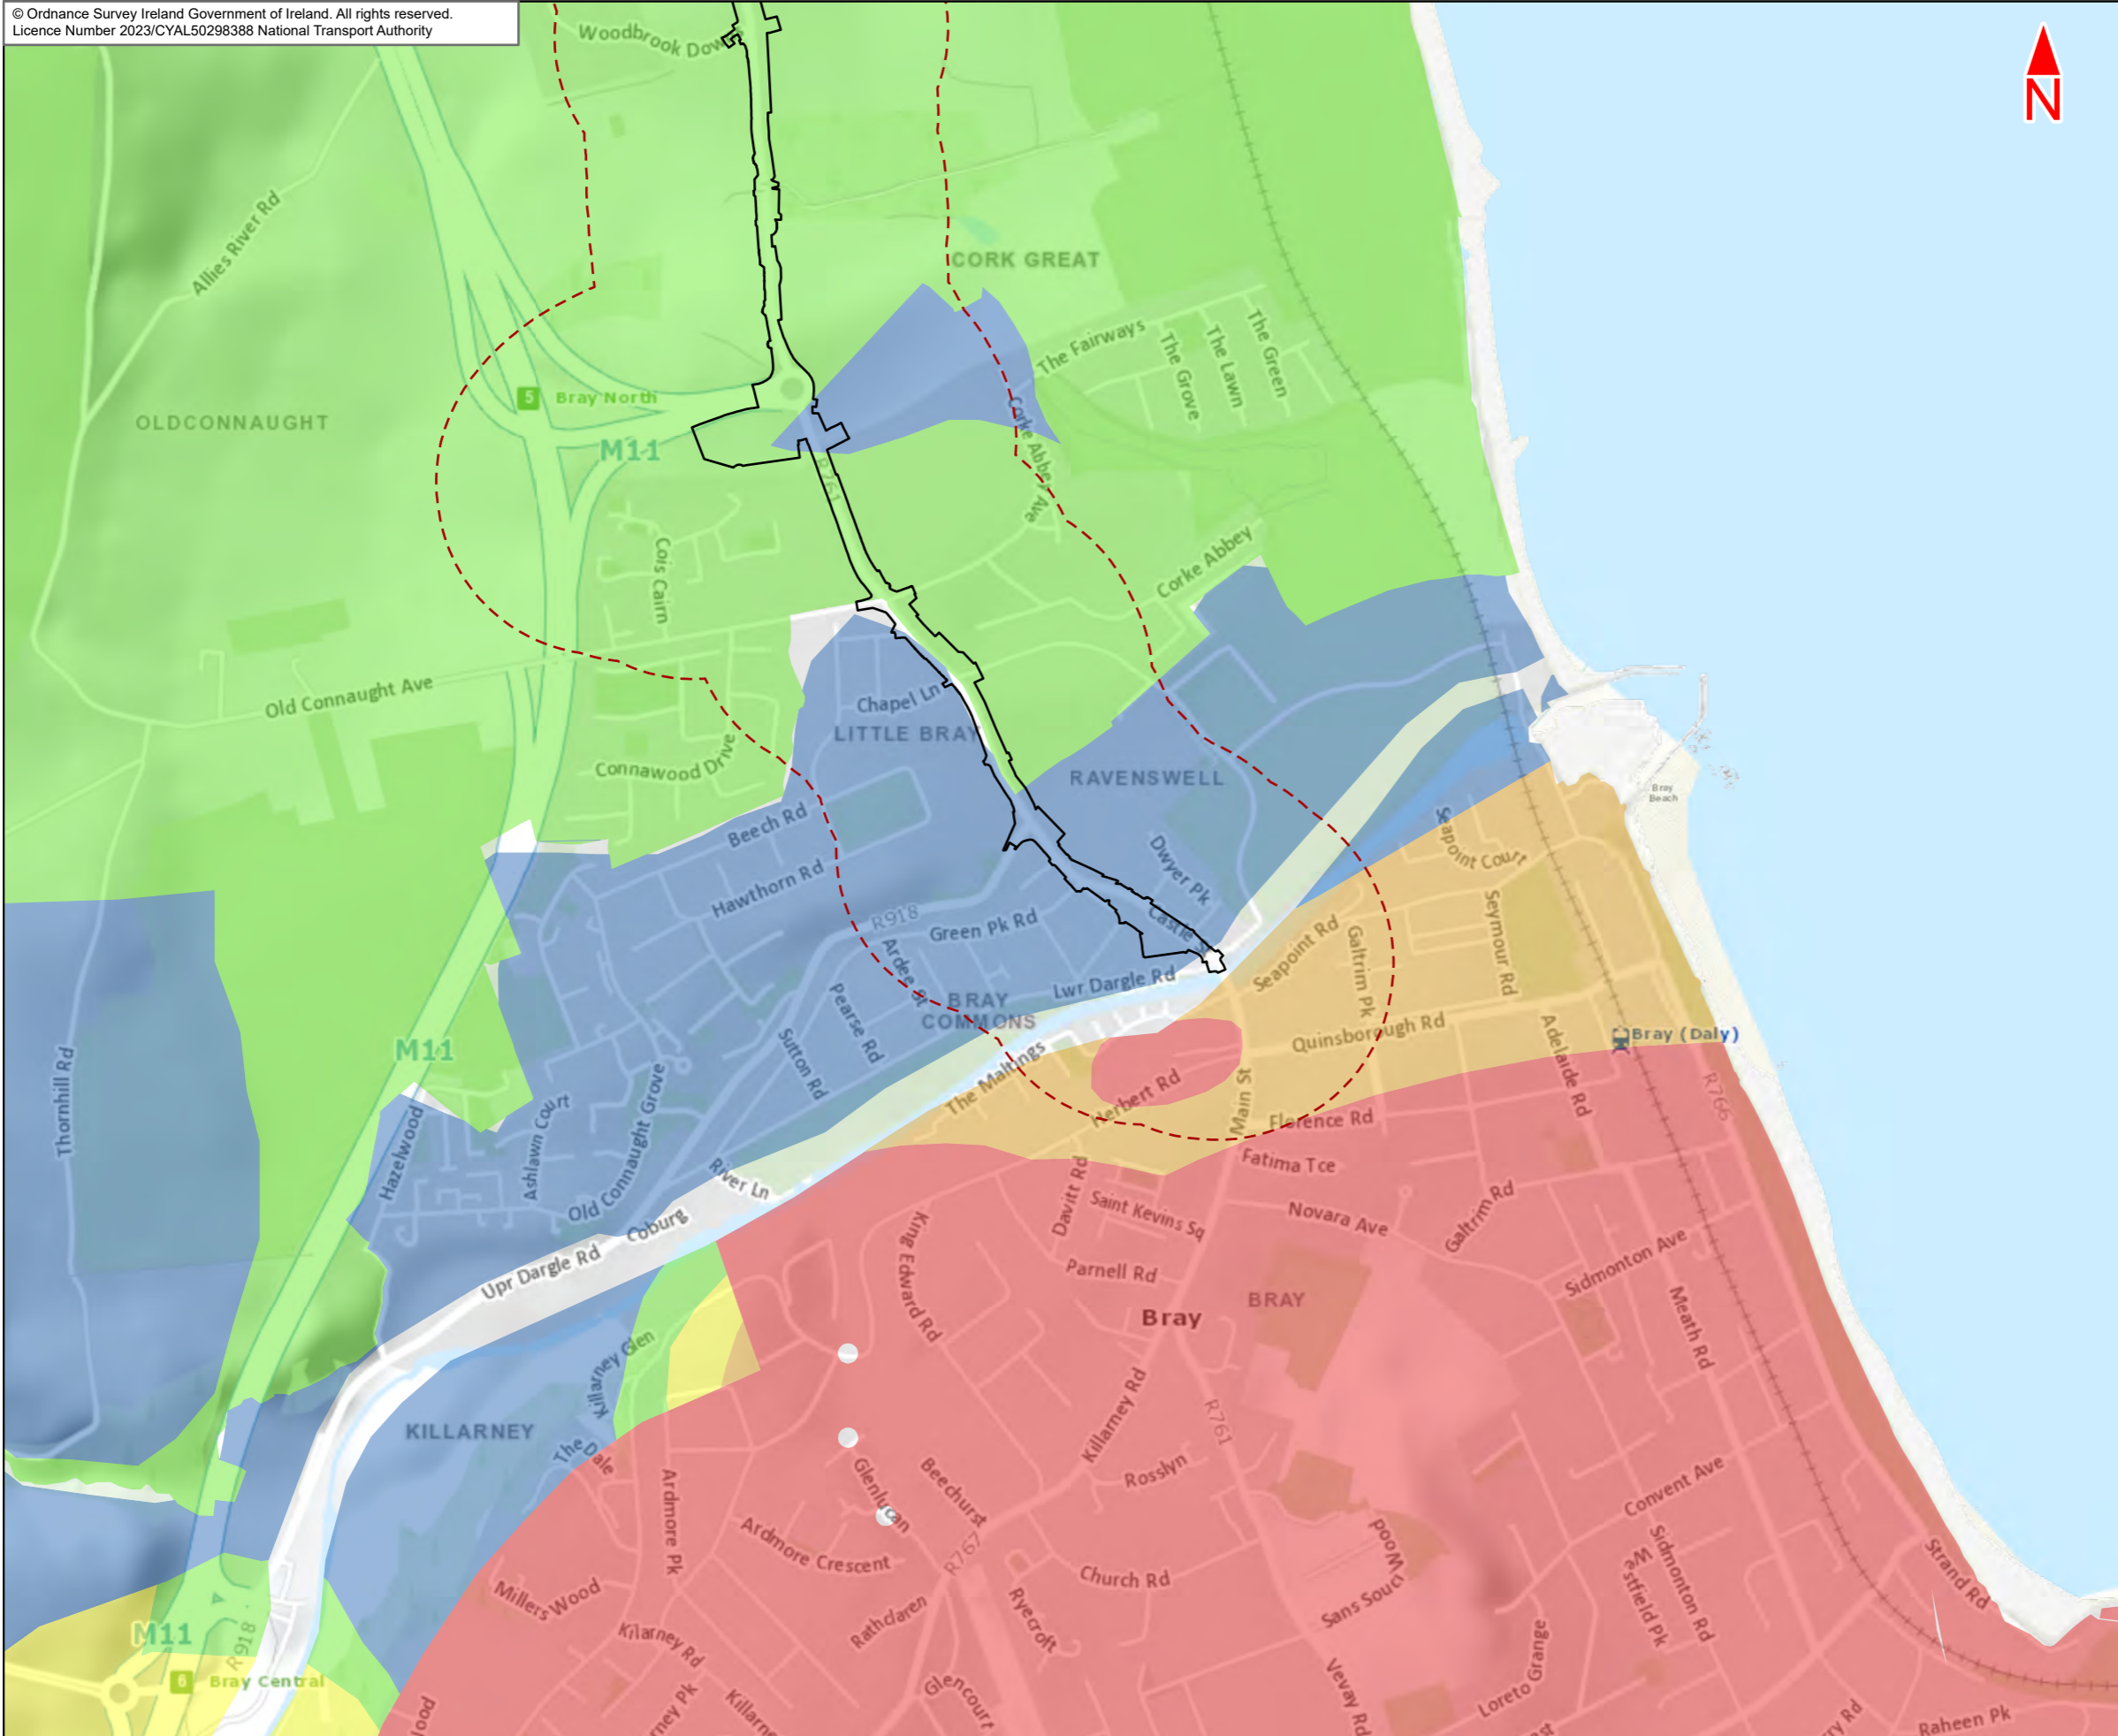 © Ordnance Survey Ireland Government of Ireland. All rights reserved.
Licence Number 2023/CYAL50298388 National Transport Authority
N
Woodbrook
Allies River Rd
CORK GREAT
The Fairways
The Grove
The Lawn
The Green
5 Bray North
M11
OLDCONNAUGHT
R761
Corke Abbey Ave
Cois Cairn
Corke Abbey
Old Connaught Ave
Chapel Ln
LITTLE BRAY
Connawood Drive
RAVENSWELL
Bray
Beach
Beech Rd
Hawthorn Rd
Dwyer Pk
Seapoint Court
R918
Green Pk Rd
Castle St
Ardee St
Seapoint Rd
Galtrim Pk
Seymour Rd
Lwr Dargle Rd
BRAY
COMMONS
Pearse Rd
Sutton Rd
Quinsborough Rd
Adelaide Rd
Bray (Daly)
M11
The Maltings
Herbert Rd
Main St
Florence Rd
R766
Thornhill Rd
Hazelwood
Ashlawn Court
Old Connaught Grove
River Ln
Fatima Tce
Davitt Rd
Saint Kevins Sq
Novara Ave
Galtrim Rd
Coburg
Upr Dargle Rd
King Edward Rd
Parnell Rd
Sidmonton Ave
BRAY
Bray
Meath Rd
Killarney Glen
KILLARNEY
The Dale
Killarney Rd
R761
Ardmore Pk
Glenlucan
Beechurst
Rosslyn
Convent Ave
Ardmore Crescent
R767
Church Rd
Sans Souci Wood
Westfield Pk
Sidmonton Rd
Strand Rd
Millers Wood
Rathclaren
Ryecroft
Kilarney Rd
M11
R918
6 Bray Central
Glencourt
Vevay Rd
Loreto Grange
Raheen Pk